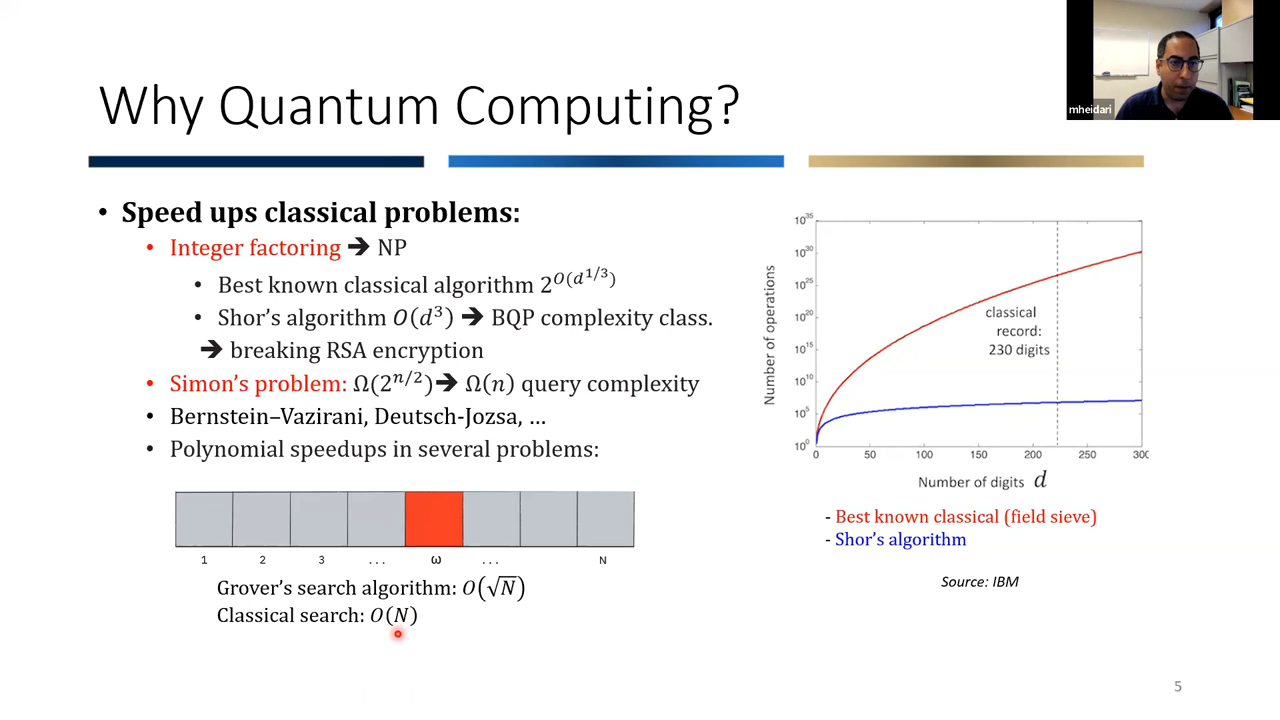 mheidari
Why Quantum Computing?
• Speed ups classical problems:
• Integer factoring ➔ NP
• Best known classical algorithm 2^{O(d^{1/3})}
• Shor's algorithm O(d³) ➔ BQP complexity class.
➔ breaking RSA encryption
• Simon's problem: Ω(2^{n/2})➔ Ω(n) query complexity
• Bernstein–Vazirani, Deutsch-Jozsa, …
• Polynomial speedups in several problems:
1 2 3 ... ω ... N
Grover's search algorithm: O(√N)
Classical search: O(N)
Number of operations
10^35
10^30
10^25
10^20
10^15
10^10
10^5
10^0
classical
record:
230 digits
0 50 100 150 200 250 300
Number of digits d
- Best known classical (field sieve)
- Shor's algorithm
Source: IBM
5